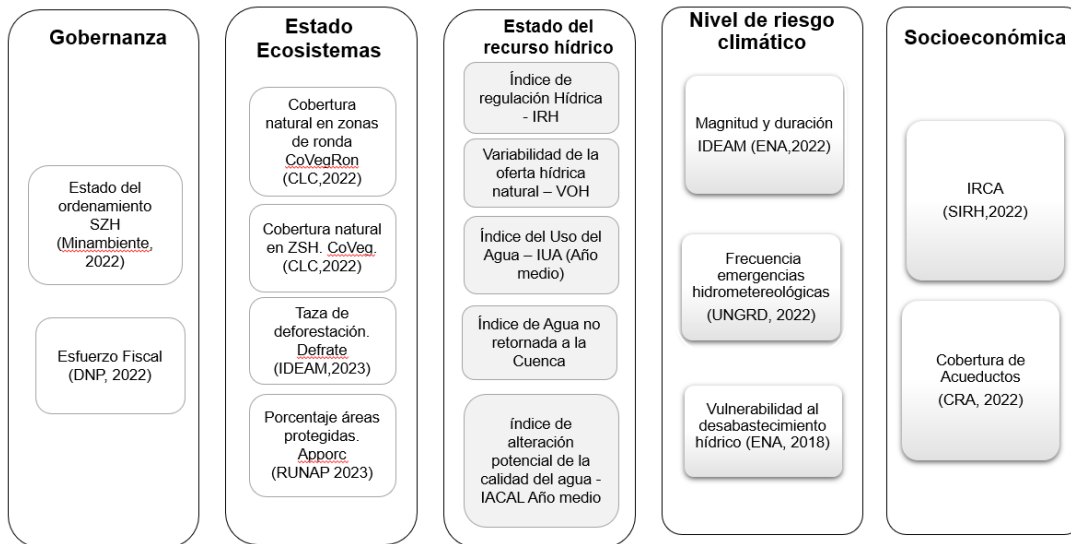 Gobernanza
Estado del
ordenamiento
SZH
(Minambiente,
2022)
Esfuerzo Fiscal
(DNP, 2022)
Estado
Ecosistemas
Cobertura
natural en zonas
de ronda
CoVegRon
(CLC,2022)
Cobertura natural
en ZSH. CoVeg.
(CLC,2022)
Taza de
deforestación.
Defrate
(IDEAM,2023)
Porcentaje áreas
protegidas.
Apporc
(RUNAP 2023)
Estado del
recurso hídrico
Índice de
regulación Hídrica
- IRH
Variabilidad de la
oferta hídrica
natural – VOH
Índice del Uso del
Agua – IUA (Año
medio)
Índice de Agua no
retornada a la
Cuenca
índice de
alteración
potencial de la
calidad del agua -
IACAL Año medio
Nivel de riesgo
climático
Magnitud y duración
IDEAM (ENA,2022)
Frecuencia
emergencias
hidrometereológicas
(UNGRD, 2022)
Vulnerabilidad al
desabastecimiento
hídrico (ENA, 2018)
Socioeconómica
IRCA
(SIRH,2022)
Cobertura de
Acueductos
(CRA, 2022)